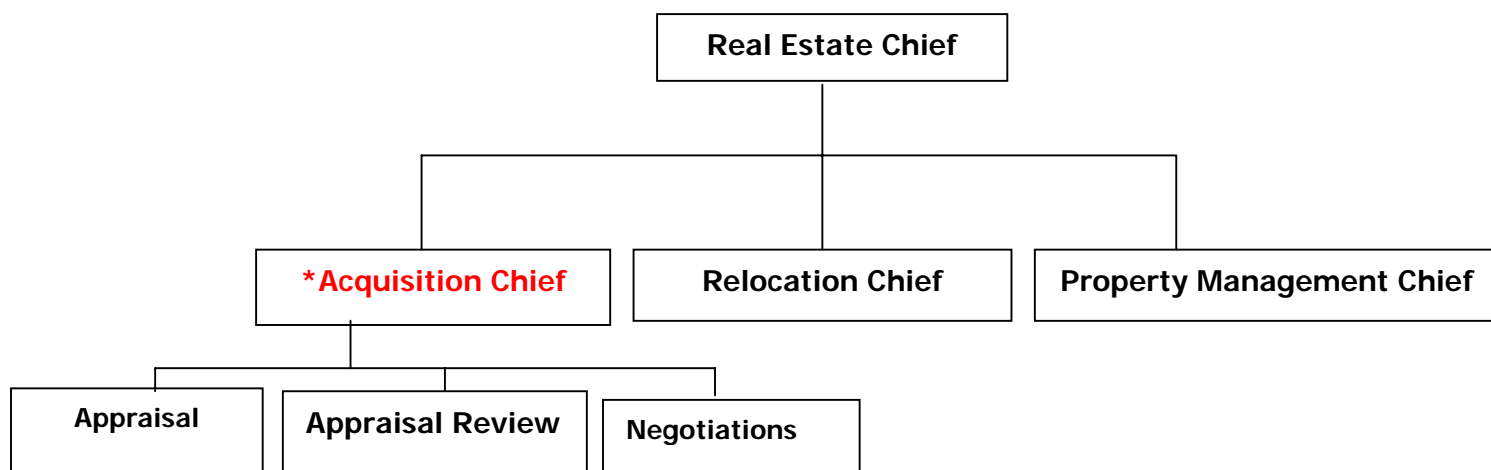 Real Estate Chief
*Acquisition Chief
Relocation Chief
Property Management Chief
Appraisal
Appraisal Review
Negotiations